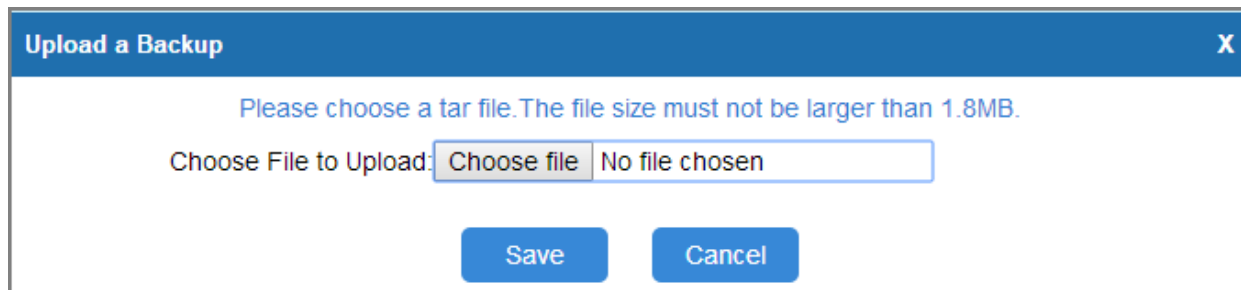 Upload a Backup X
Please choose a tar file.The file size must not be larger than 1.8MB.
Choose File to Upload: Choose file No file chosen
Save Cancel